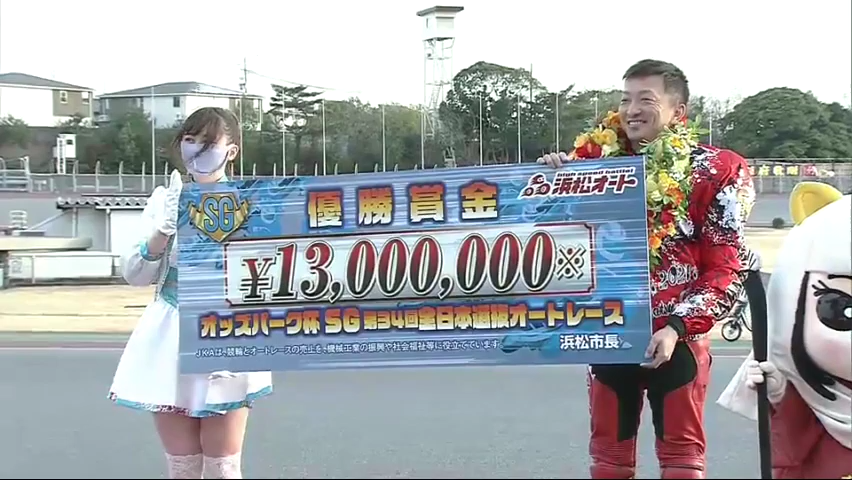 SG
優勝賞金
high speed battle!
浜松オート
¥13,000,000※
オッズパーク杯 SG 第34回全日本選抜オートレース
JKAは、競輪とオートレースの売上を、機械工業の振興や社会福祉等に役立てています。
浜松市長
2021